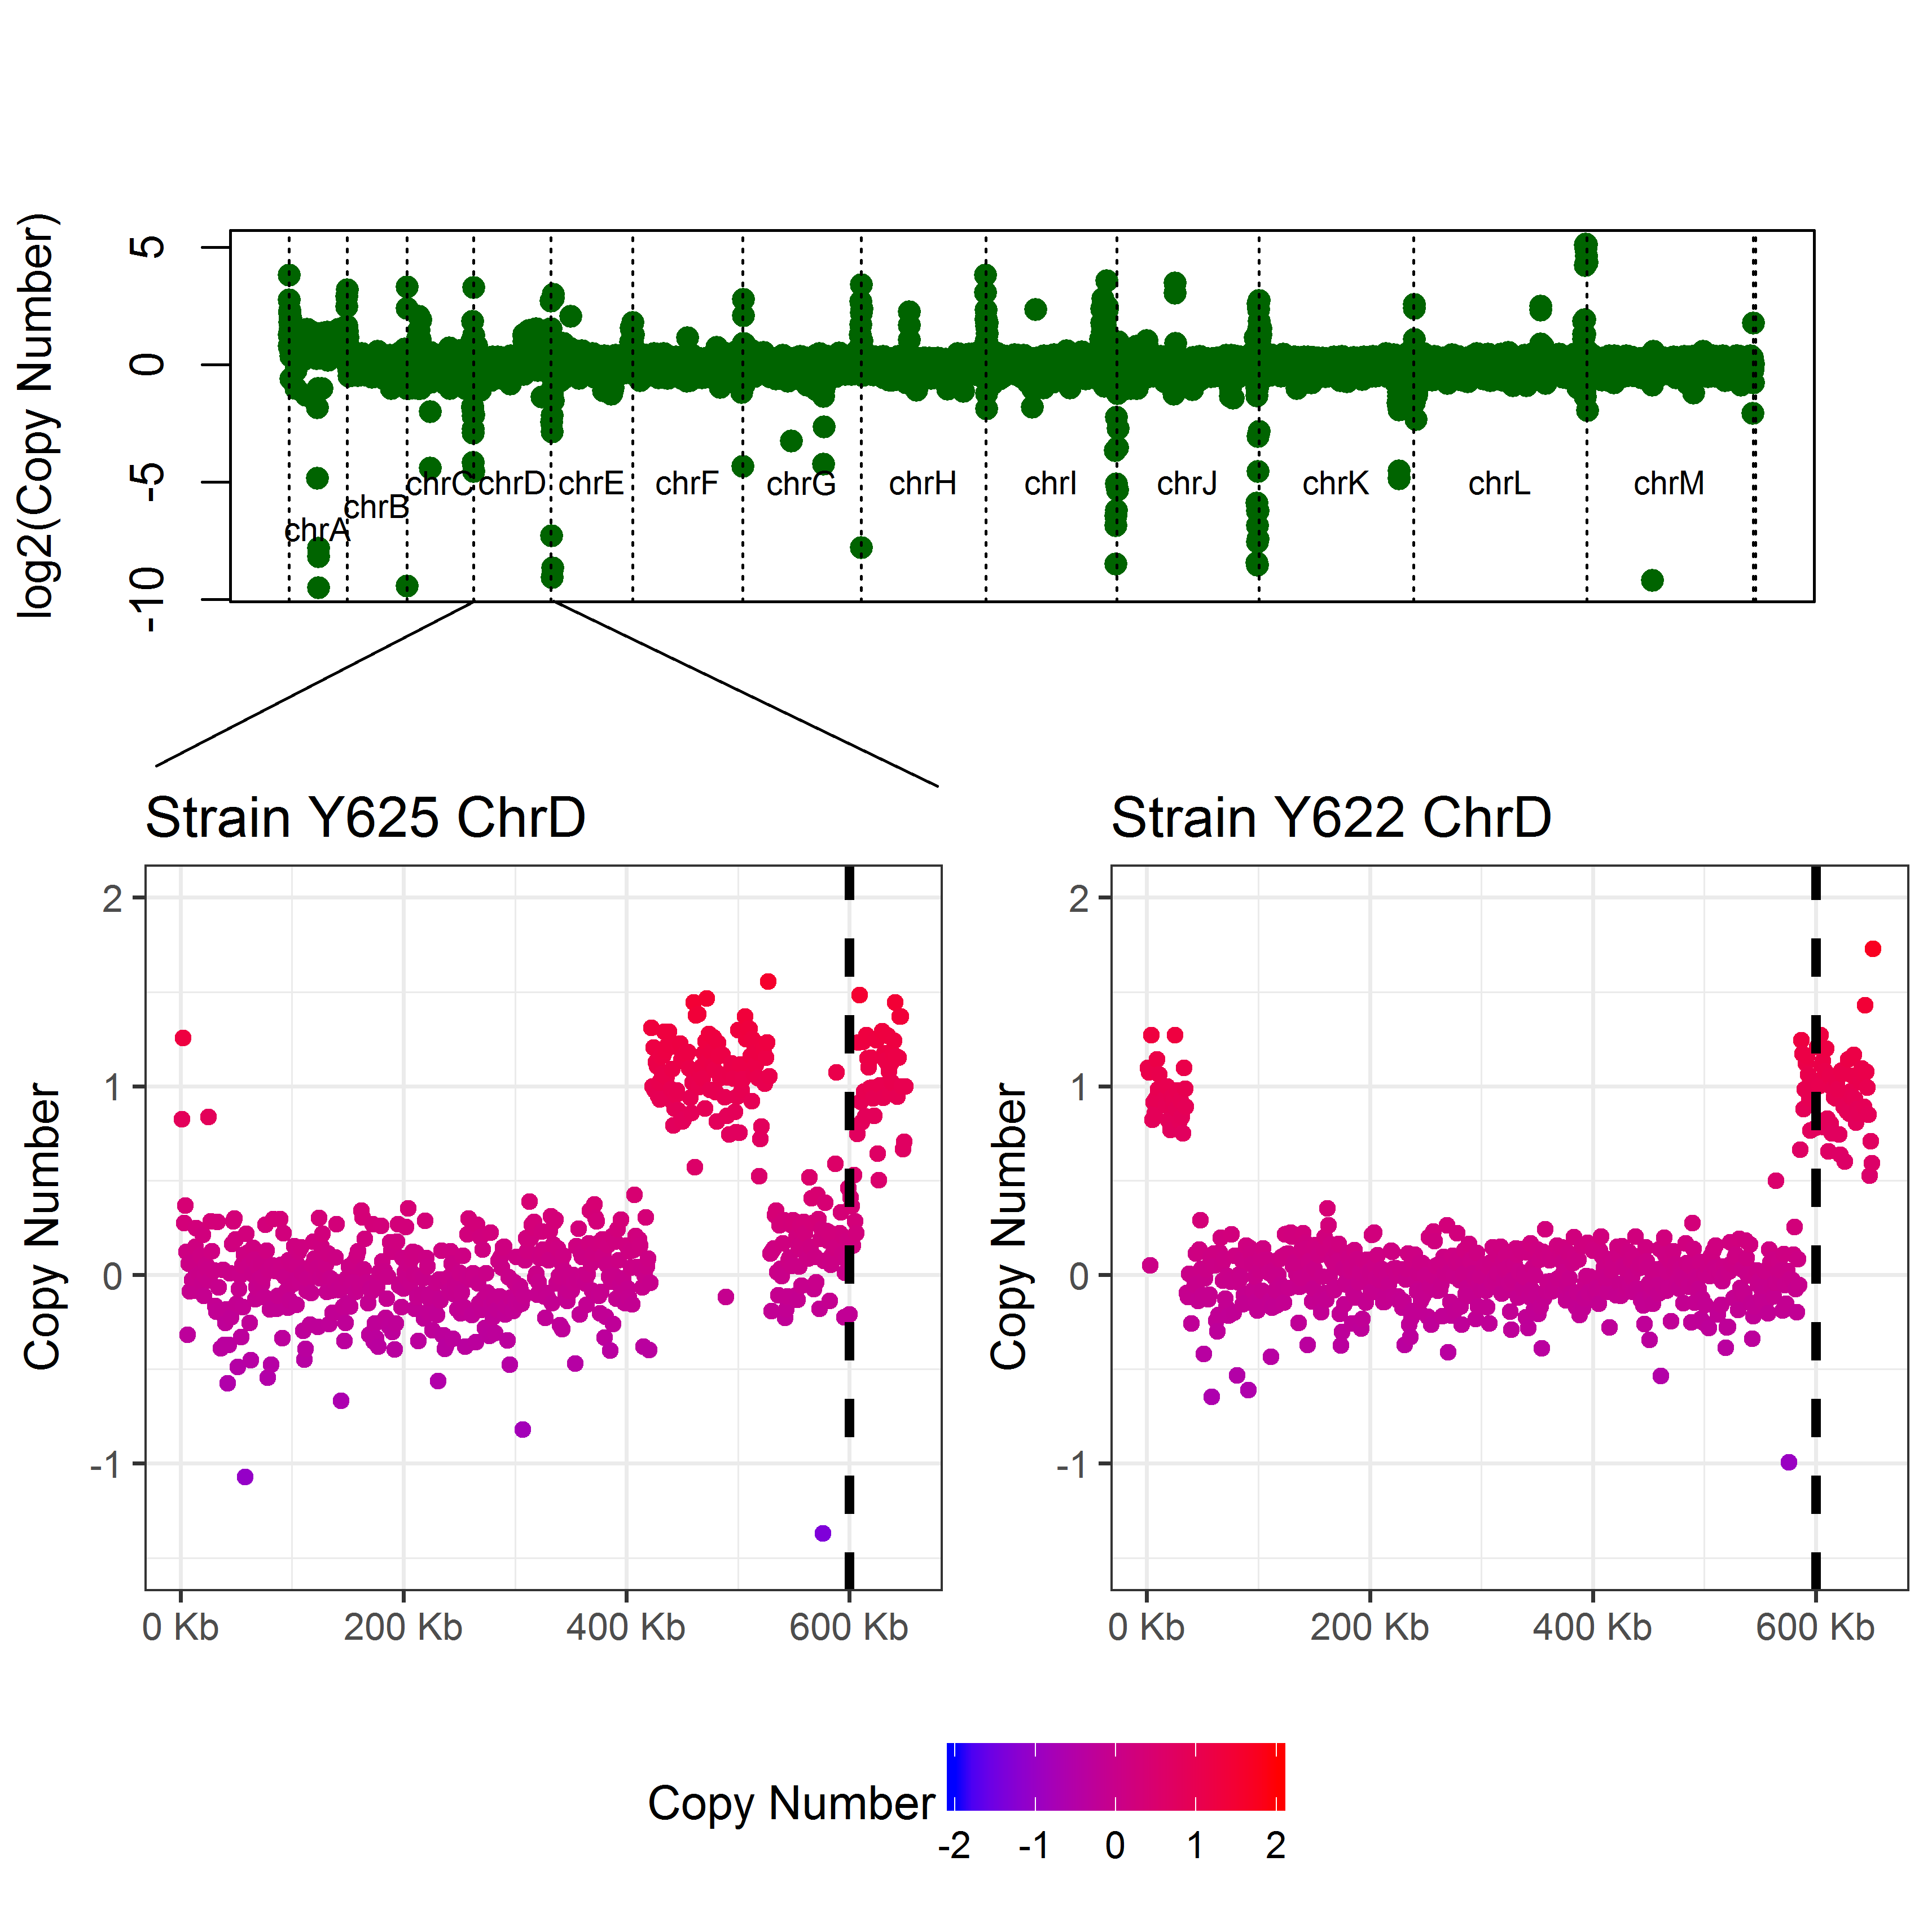 log2(Copy Number)
5
0
-5
-10
chrA
chrB
chrC
chrD
chrE
chrF
chrG
chrH
chrI
chrJ
chrK
chrL
chrM
Strain Y625 ChrD
Copy Number
2
1
0
-1
0 Kb
200 Kb
400 Kb
600 Kb
Strain Y622 ChrD
Copy Number
2
1
0
-1
0 Kb
200 Kb
400 Kb
600 Kb
Copy Number
-2
-1
0
1
2